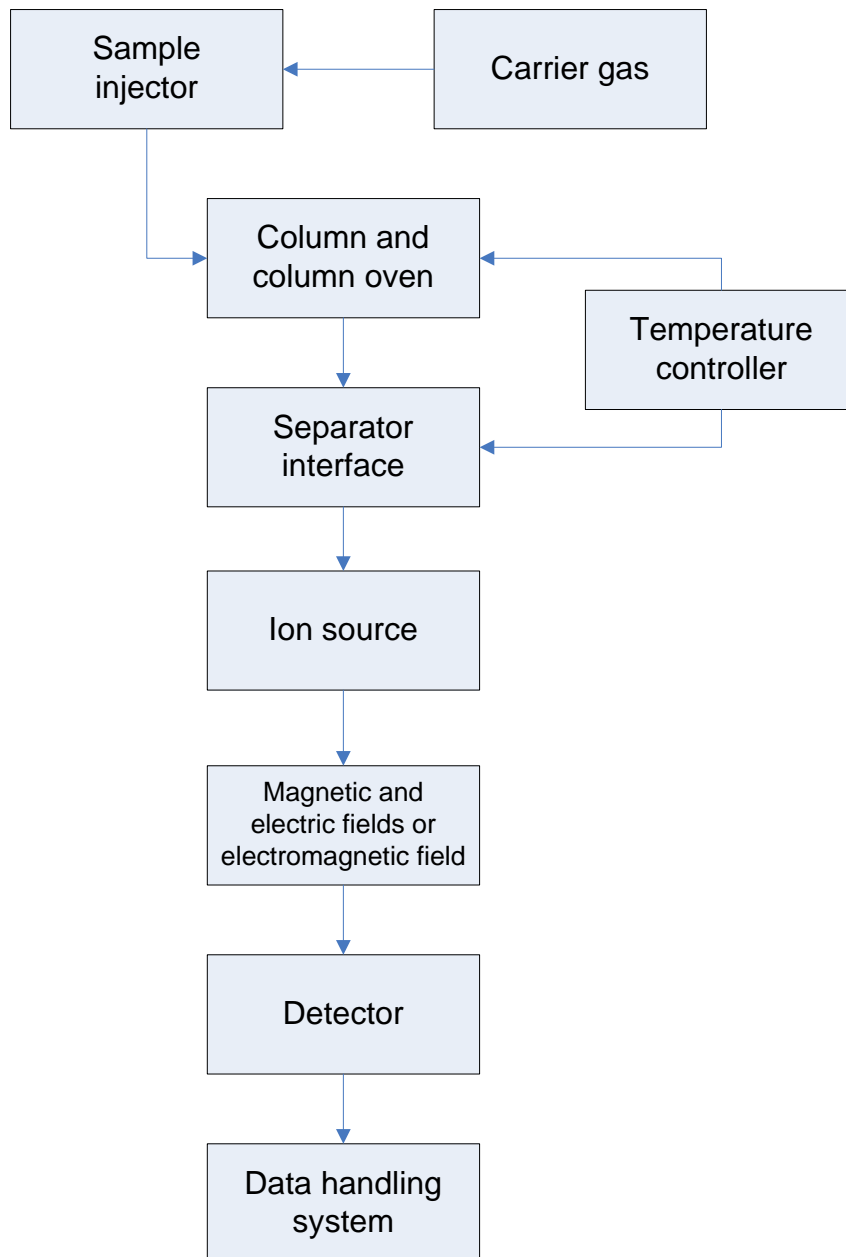 Sample
injector
Carrier gas
Column and
column oven
Temperature
controller
Separator
interface
Ion source
Magnetic and
electric fields or
electromagnetic field
Detector
Data handling
system